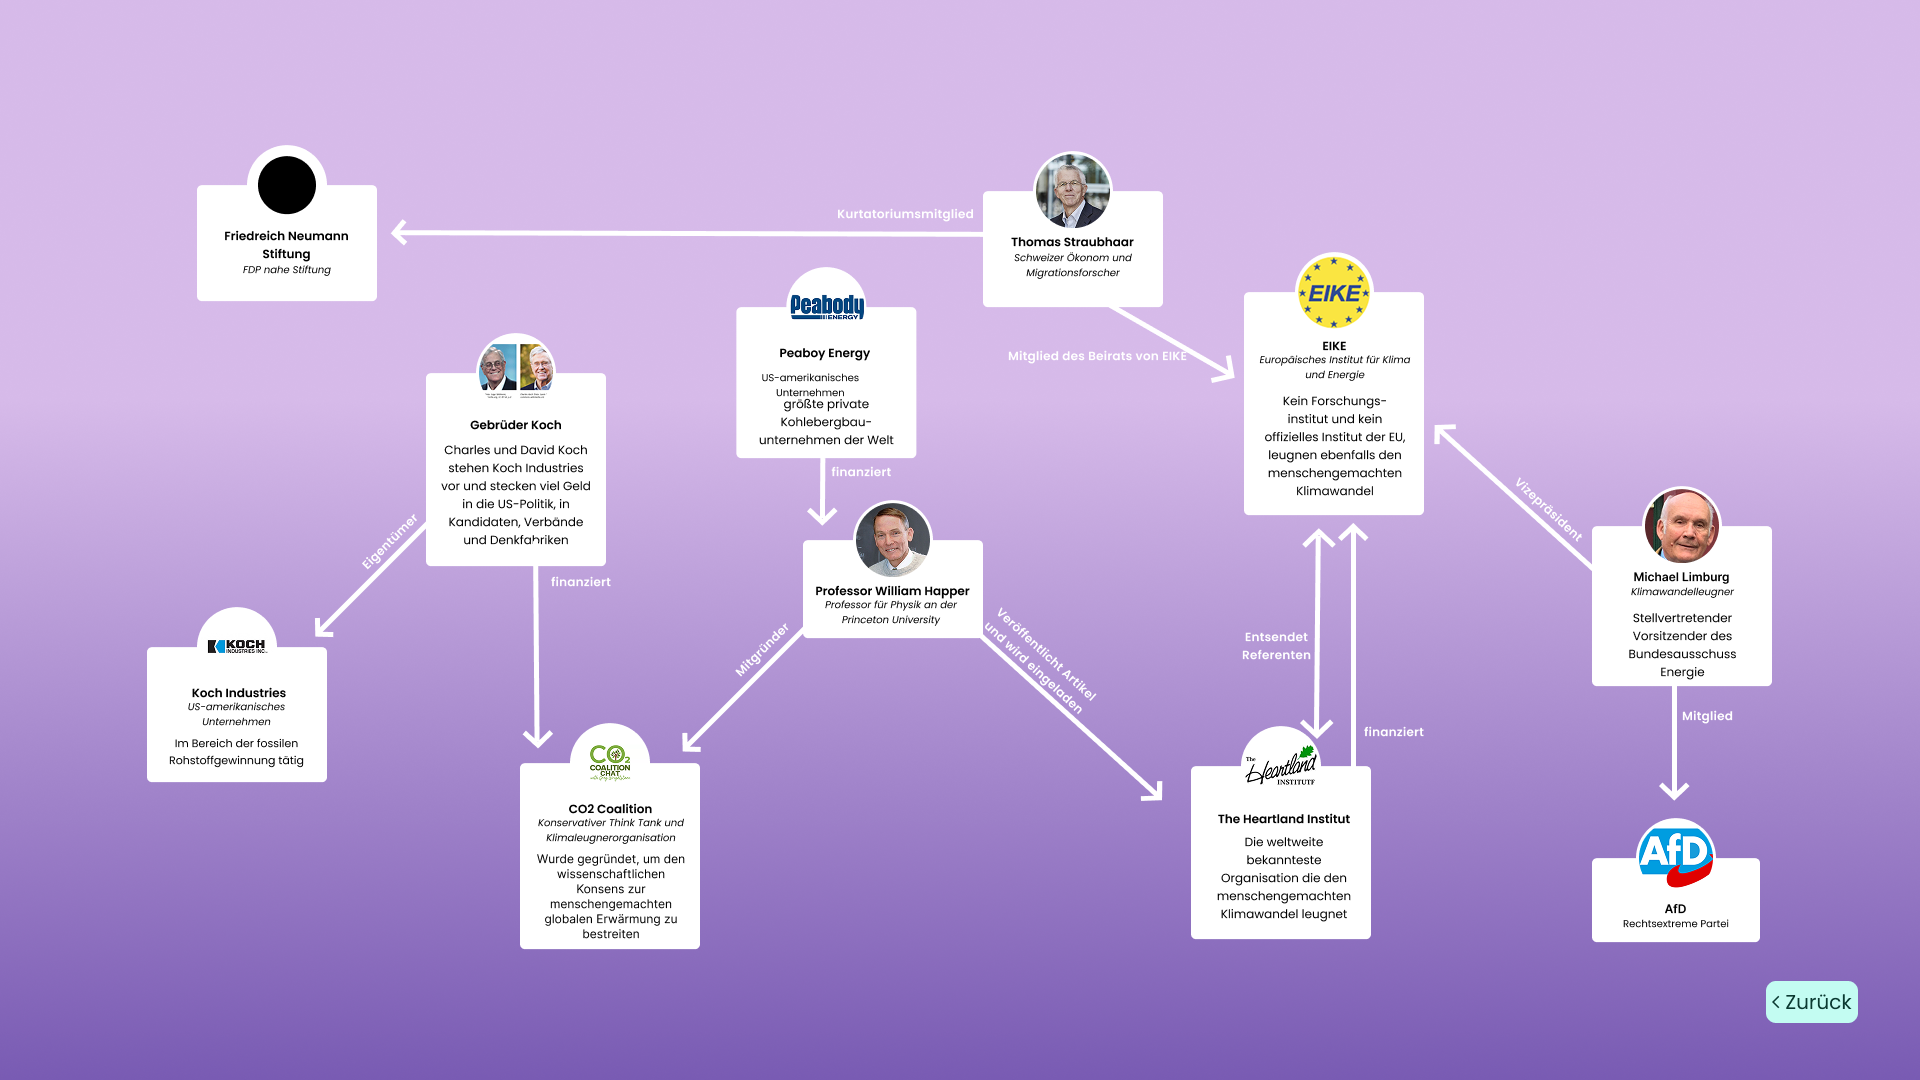 Friedreich Neumann
Stiftung
FDP nahe Stiftung
Kurtatoriumsmitglied
Thomas Straubhaar
Schweizer Ökonom und
Migrationsforscher
Mitglied des Beirats von EIKE
EIKE
EIKE
Europäisches Institut für Klima
und Energie
Kein Forschungs-
institut und kein
offizielles Institut der EU,
leugnen ebenfalls den
menschengemachten
Klimawandel
Peabody
ENERGY
Peaboy Energy
US-amerikanisches
Unternehmen
größte private
Kohlebergbau-
unternehmen der Welt
finanziert
Gebrüder Koch
Charles und David Koch
stehen Koch Industries
vor und stecken viel Geld
in die US-Politik, in
Kandidaten, Verbände
und Denkfabriken
Eigentümer
finanziert
Professor William Happer
Professor für Physik an der
Princeton University
Mitgründer
Veröffentlicht Artikel
und wird eingeladen
Vizepräsident
Michael Limburg
Klimawandelleugner
Stellvertretender
Vorsitzender des
Bundesausschuss
Energie
Mitglied
KOCH
INDUSTRIES INC.
Koch Industries
US-amerikanisches
Unternehmen
Im Bereich der fossilen
Rohstoffgewinnung tätig
Entsendet
Referenten
finanziert
CO2
COALITION
CHAT
CO2 Coalition
Konservativer Think Tank und
Klimaleugnerorganisation
Wurde gegründet, um den
wissenschaftlichen
Konsens zur
menschengemachten
globalen Erwärmung zu
bestreiten
The
Heartland
INSTITUTE
The Heartland Institut
Die weltweite
bekannteste
Organisation die den
menschengemachten
Klimawandel leugnet
AfD
AfD
Rechtsextreme Partei
< Zurück